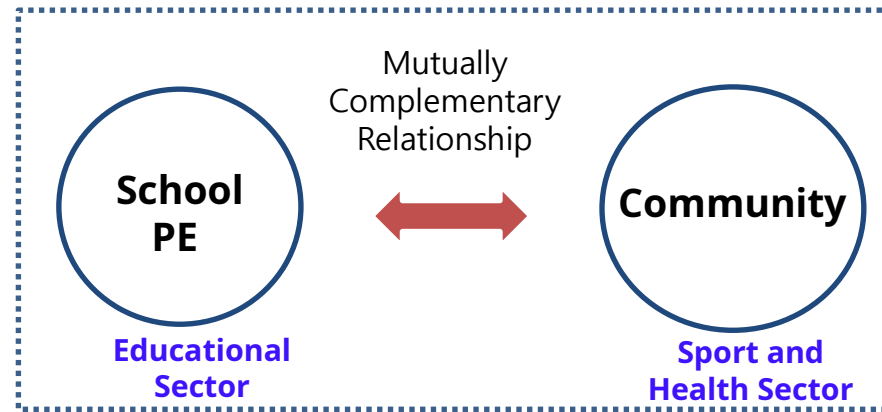 Mutually
Complementary
Relationship
School
PE
Community
Educational
Sector
Sport and
Health Sector